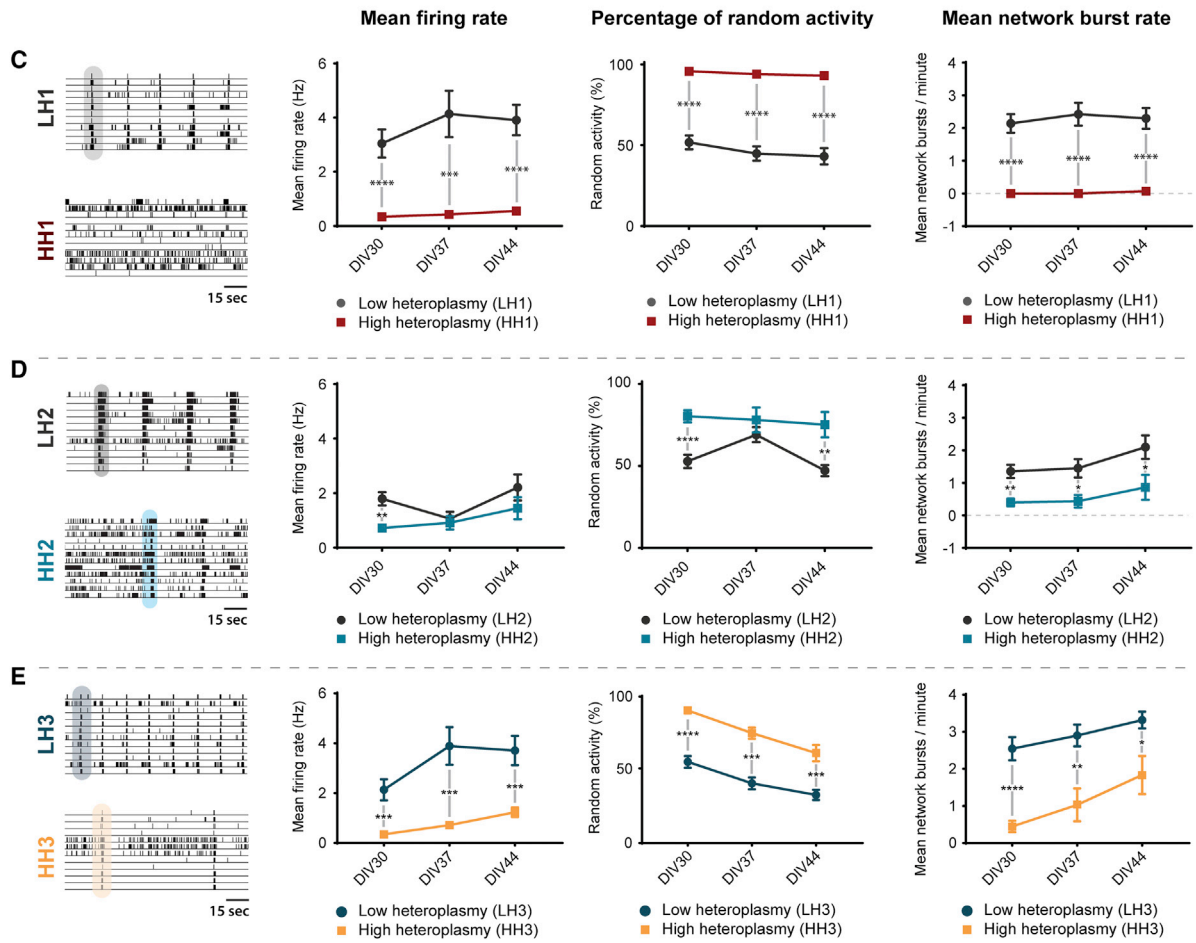 Mean firing rate
Percentage of random activity
Mean network burst rate
C
LH1
HH1
15 sec
Mean firing rate (Hz)
6
4
2
0
****
***
****
DIV30
DIV37
DIV44
Low heteroplasmy (LH1)
High heteroplasmy (HH1)
Random activity (%)
100
50
0
****
****
****
DIV30
DIV37
DIV44
Low heteroplasmy (LH1)
High heteroplasmy (HH1)
Mean network bursts / minute
4
3
2
1
0
-1
****
****
****
DIV30
DIV37
DIV44
Low heteroplasmy (LH1)
High heteroplasmy (HH1)
D
LH2
HH2
15 sec
Mean firing rate (Hz)
6
4
2
0
**
DIV30
DIV37
DIV44
Low heteroplasmy (LH2)
High heteroplasmy (HH2)
Random activity (%)
100
50
0
****
**
DIV30
DIV37
DIV44
Low heteroplasmy (LH2)
High heteroplasmy (HH2)
Mean network bursts / minute
4
3
2
1
0
-1
**
*
*
DIV30
DIV37
DIV44
Low heteroplasmy (LH2)
High heteroplasmy (HH2)
E
LH3
HH3
15 sec
Mean firing rate (Hz)
6
4
2
0
***
***
***
DIV30
DIV37
DIV44
Low heteroplasmy (LH3)
High heteroplasmy (HH3)
Random activity (%)
100
50
0
****
***
***
DIV30
DIV37
DIV44
Low heteroplasmy (LH3)
High heteroplasmy (HH3)
Mean network bursts / minute
4
3
2
1
0
****
**
*
DIV30
DIV37
DIV44
Low heteroplasmy (LH3)
High heteroplasmy (HH3)